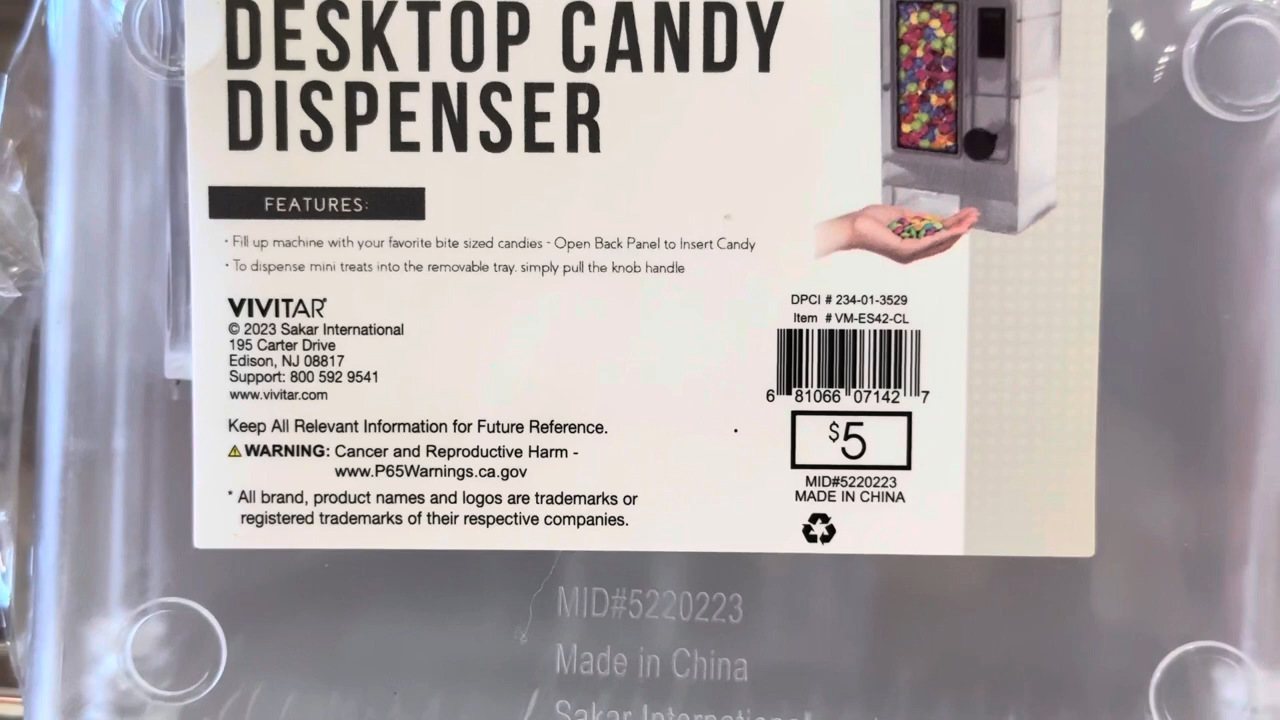 DESKTOP CANDY
DISPENSER
FEATURES:
· Fill up machine with your favorite bite sized candies - Open Back Panel to Insert Candy
· To dispense mini treats into the removable tray. simply pull the knob handle
VIVITAR®
© 2023 Sakar International
195 Carter Drive
Edison, NJ 08817
Support: 800 592 9541
www.vivitar.com
Keep All Relevant Information for Future Reference.
⚠ WARNING: Cancer and Reproductive Harm -
www.P65Warnings.ca.gov
* All brand, product names and logos are trademarks or
registered trademarks of their respective companies.
DPCI # 234-01-3529
Item # VM-ES42-CL
6 81066 07142 7
$5
MID#5220223
MADE IN CHINA
MID#5220223
Made in China
Sakar International